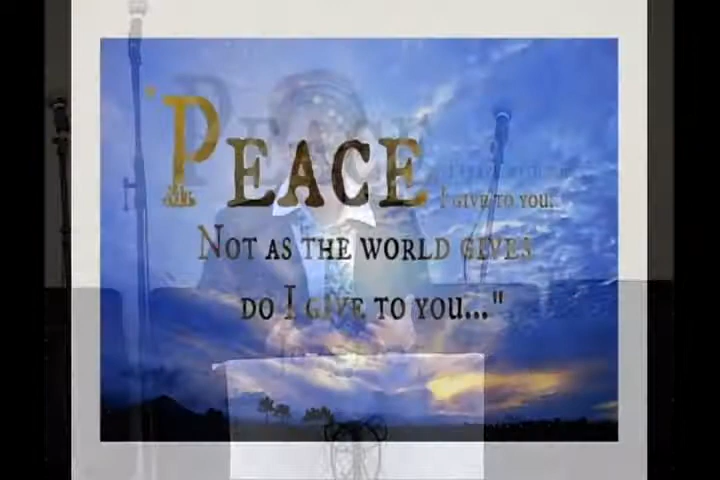 "PEACE
I GIVE TO YOU...
NOT AS THE WORLD GIVES
DO I GIVE TO YOU..."